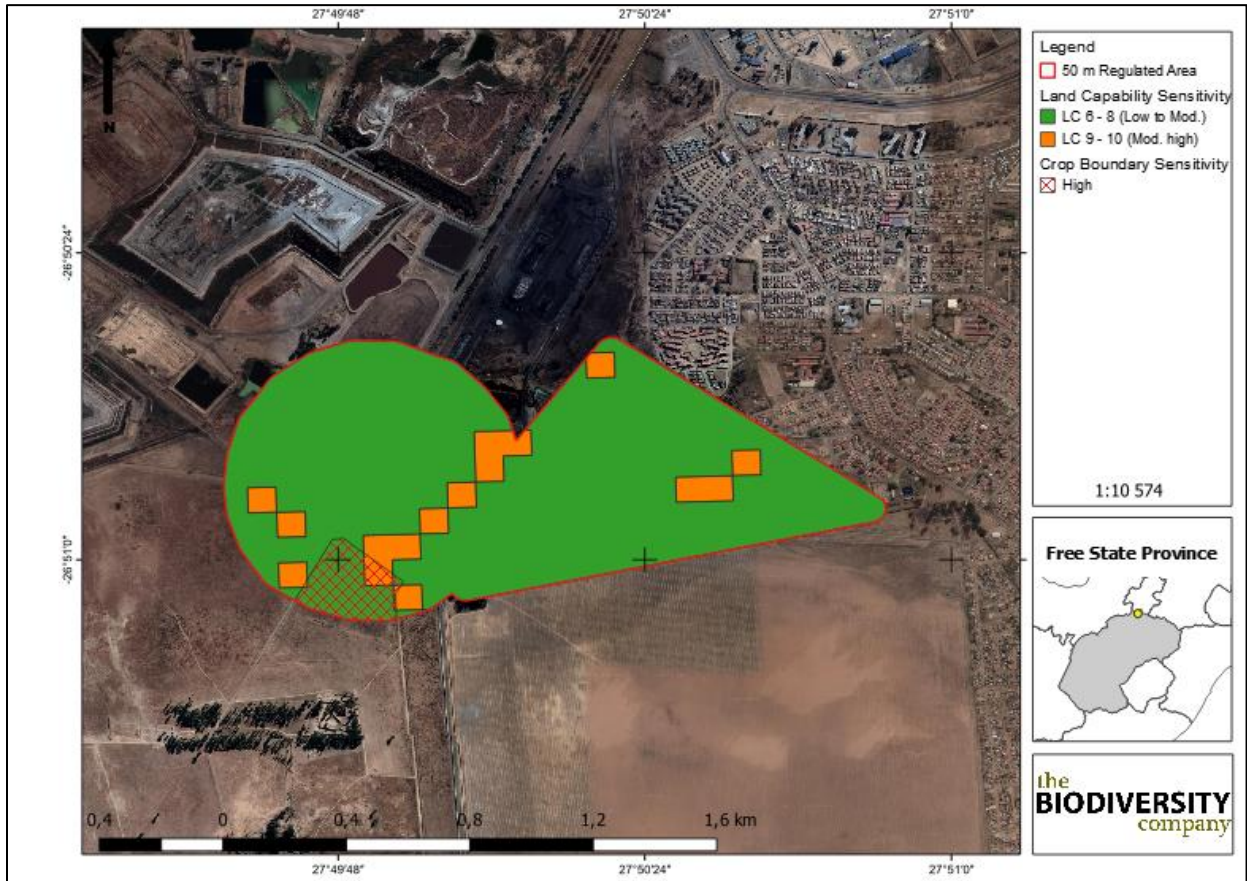 27°49'48" 27°50'24" 27°51'0"
Legend
50 m Regulated Area
Land Capability Sensitivity
LC 6 - 8 (Low to Mod.)
LC 9 - 10 (Mod. high)
Crop Boundary Sensitivity
High
N
-26°50'24"
-26°51'0"
1:10 574
Free State Province
0,4 0 0,4 0,8 1,2 1,6 km
27°49'48" 27°50'24" 27°51'0"
the
BIODIVERSITY
company